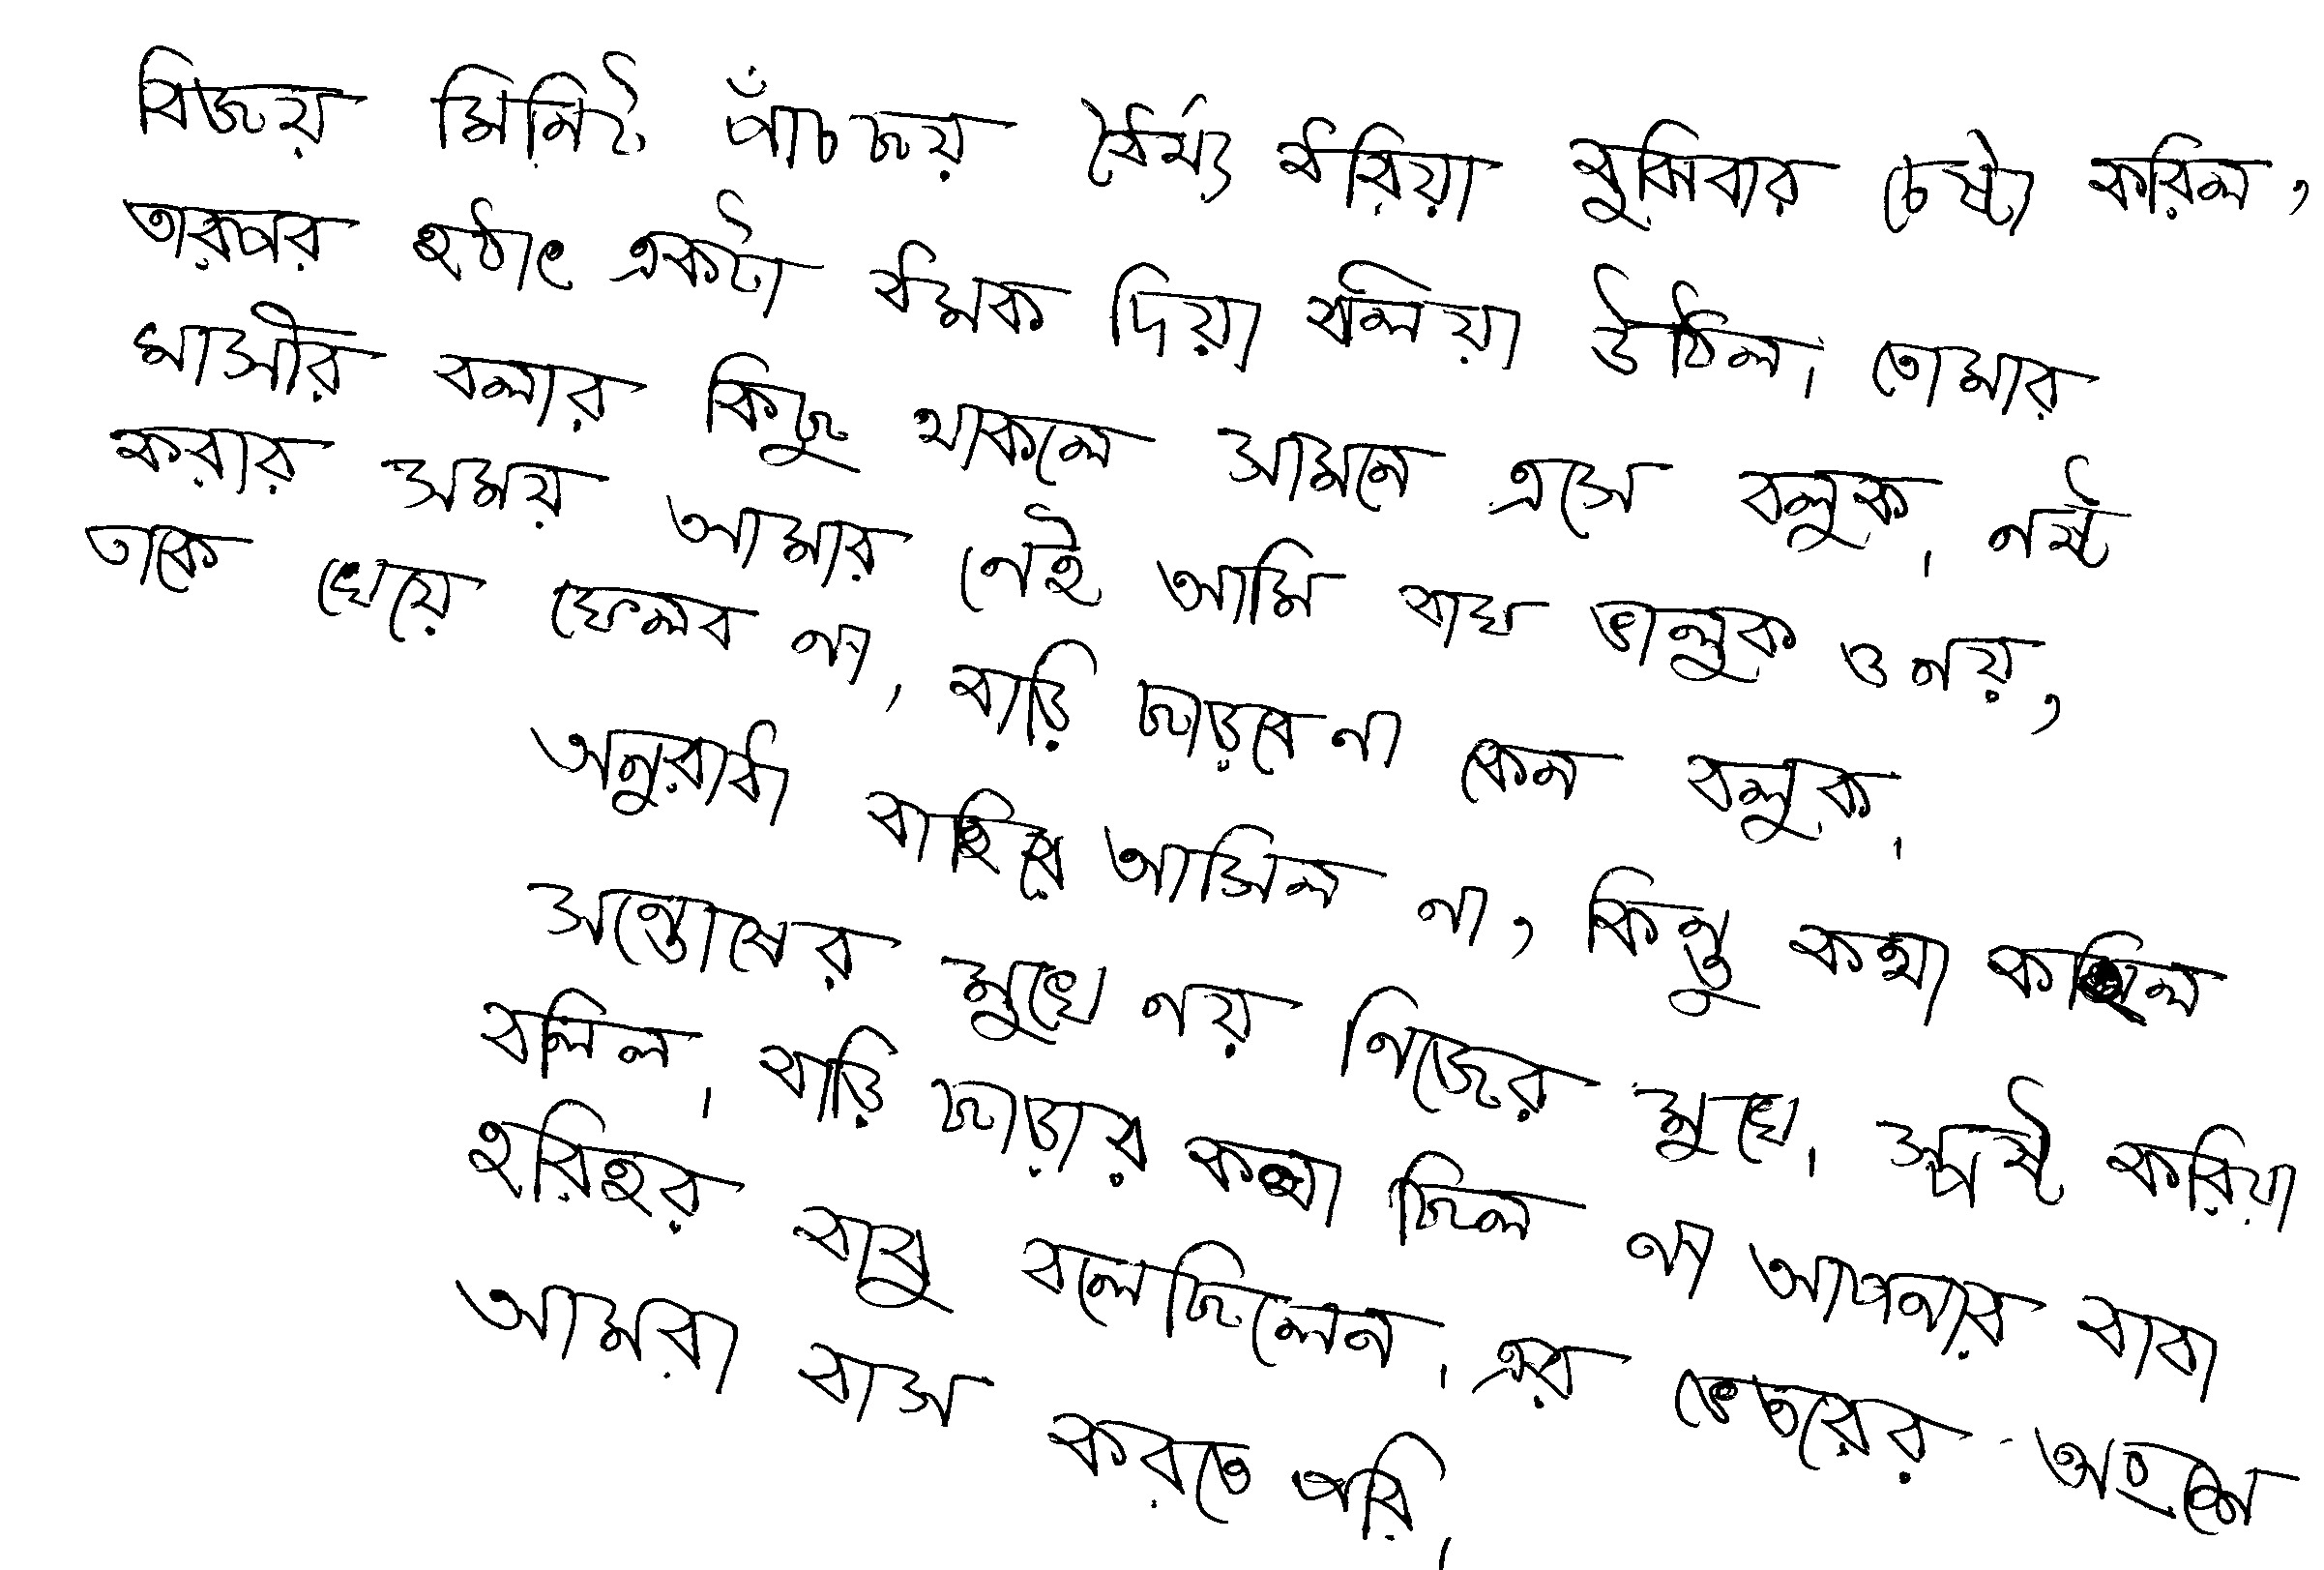 বিজয় মিনিট পাঁচছয় ধৈর্য্য ধরিয়া বুঝিবার চেষ্টা করিল,
তারপর হঠাৎ একটা ধমক দিয়া বলিয়া উঠিল। তোমার
মাসীর বলার কিছু থাকলে সামনে এসে বলুক। নষ্ট
করার সময় আমার নেই আমি বাঘ ভালুক ও নয়,
তাকে খেয়ে ফেলব না, বাড়ি ছাড়বে না কেন বলুক।
অনুরাধা বাহিরে আসিল না, কিন্তু কথা কহিল
সন্তোষের মুখে নয় নিজের মুখে। স্পষ্ট করিয়া
বলিল। বাড়ি ছাড়ার কথা ছিল না আপনার বাবা
হরিহর বাবু বলেছিলেন। এর ভেতরের অংশে
আমরা বাস করতে পারি।